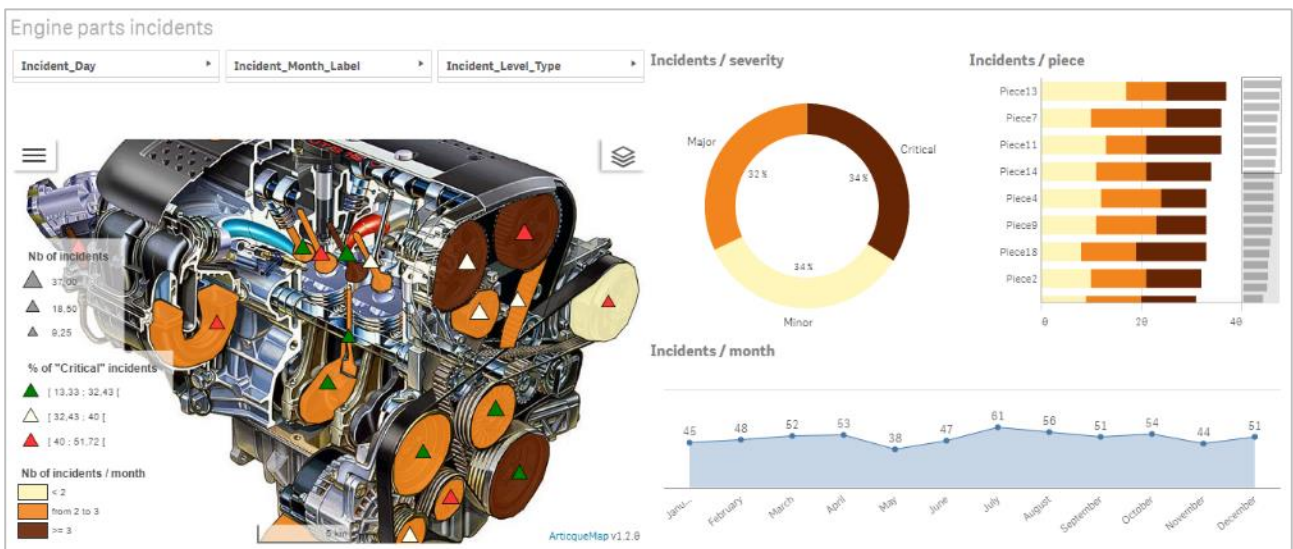 Engine parts incidents
Incident_Day
Incident_Month_Label
Incident_Level_Type
Nb of incidents
37,00
18,50
9,25
% of "Critical" incidents
[ 13,33 ; 32,43 [
[ 32,43 ; 40 [
[ 40 ; 51,72 [
Nb of incidents / month
< 2
from 2 to 3
>= 3
5 km
ArticqueMap v1.2.0
Incidents / severity
Major
Critical
32%
34%
34%
Minor
Incidents / piece
Piece13
Piece7
Piece11
Piece14
Piece4
Piece9
Piece18
Piece2
0 20 40
Incidents / month
45 48 52 53 38 47 61 56 51 54 44 51
Janu... February March April May June July August September October November December